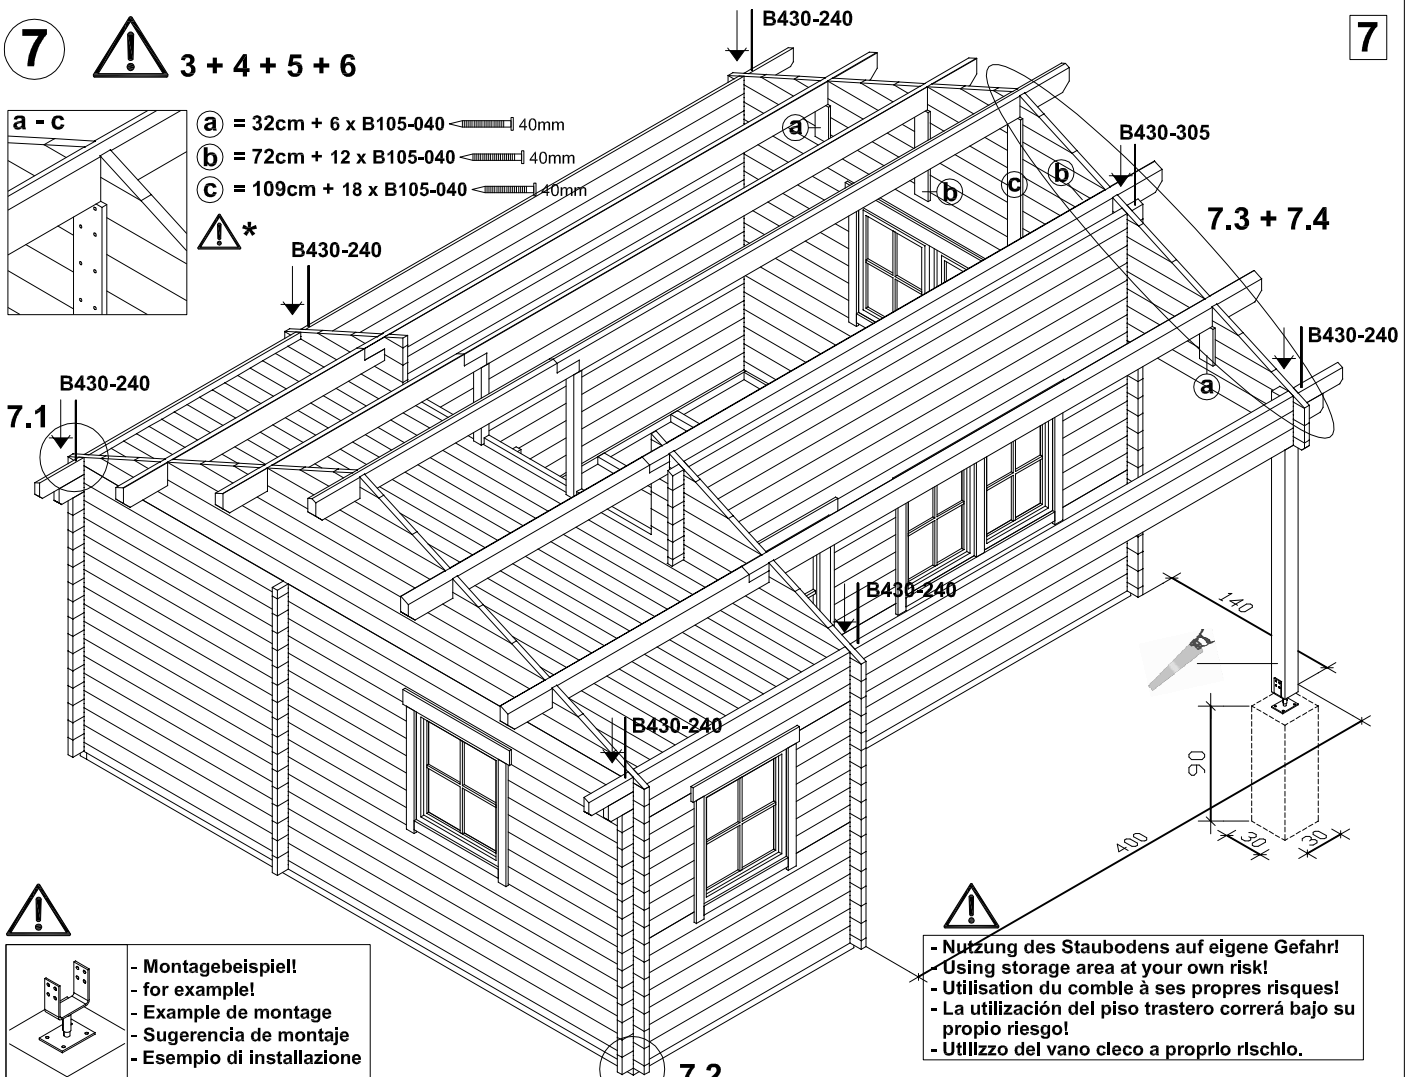 7
3 + 4 + 5 + 6
B430-240
7
a - c
a = 32cm + 6 x B105-040 40mm
b = 72cm + 12 x B105-040 40mm
c = 109cm + 18 x B105-040 40mm
*
a
b
c
b
B430-305
7.3 + 7.4
B430-240
B430-240
a
B430-240
7.1
B430-240
B430-240
140
90
400
30
30
- Montagebeispiel!
- for example!
- Example de montage
- Sugerencia de montaje
- Esempio di installazione
7.2
- Nutzung des Staubodens auf eigene Gefahr!
- Using storage area at your own risk!
- Utilisation du comble à ses propres risques!
- La utilización del piso trastero correrá bajo su
propio riesgo!
- Utilizzo del vano cieco a proprio rischio.